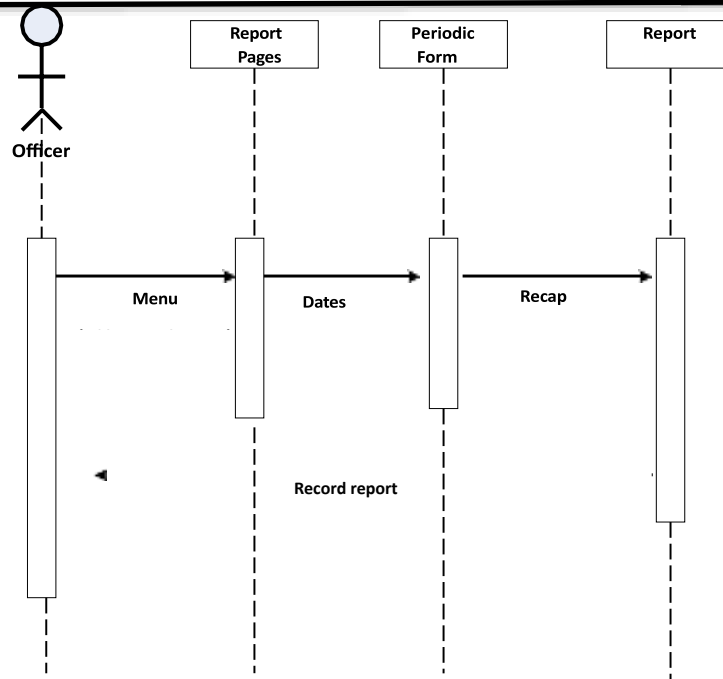 Report
Pages
Periodic
Form
Report
Officer
Menu
Dates
Recap
Record report